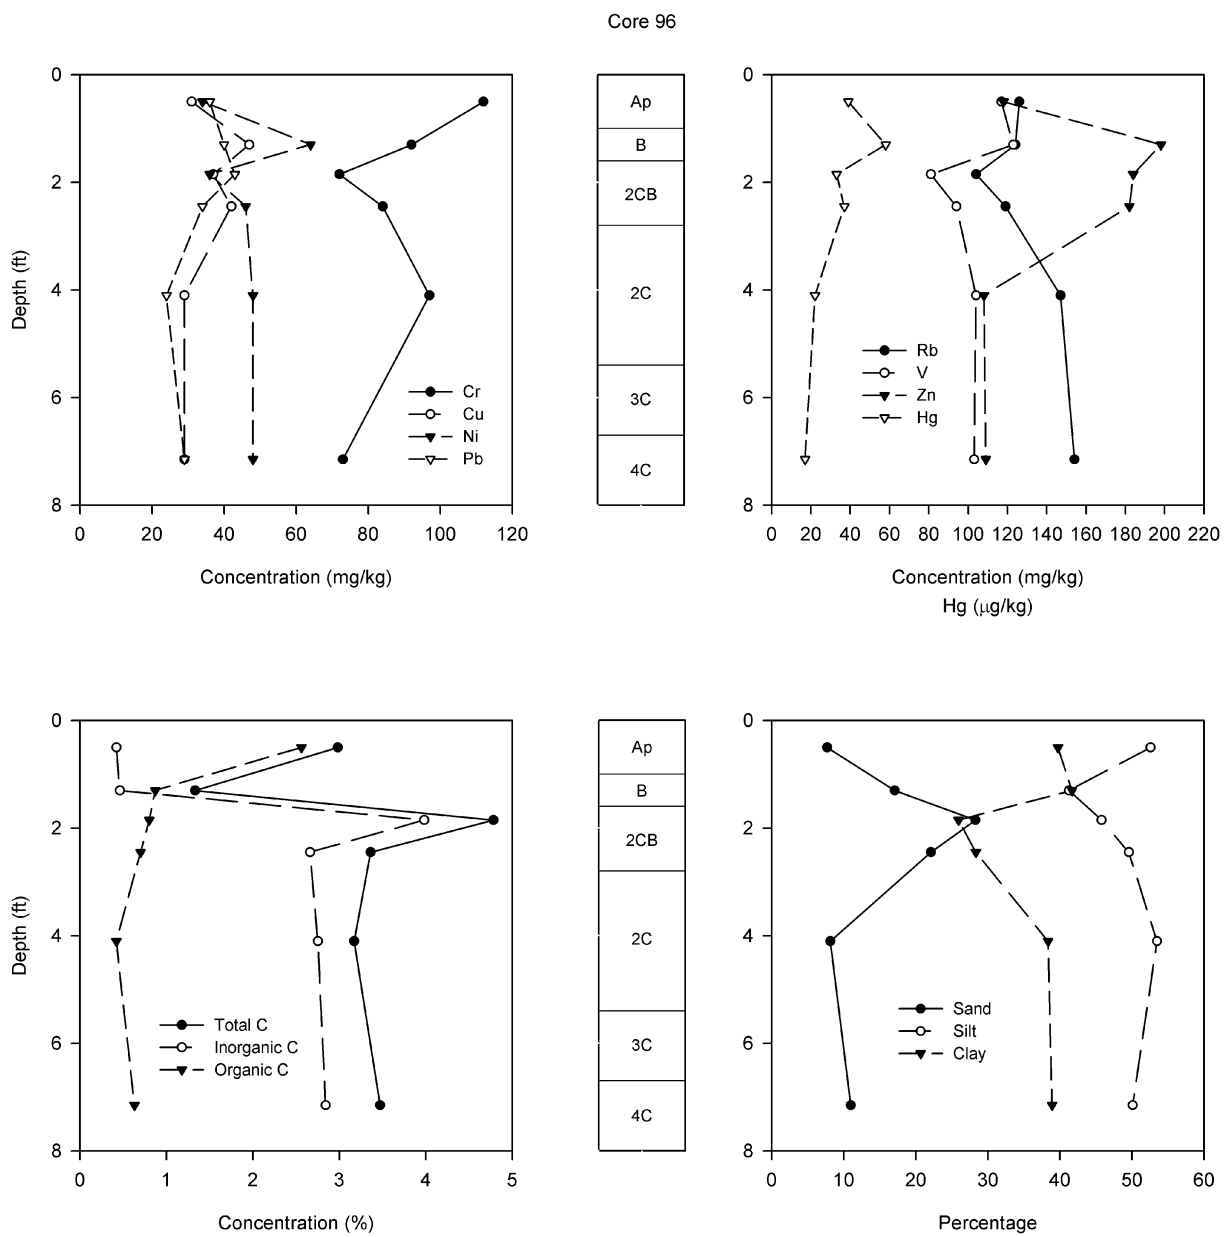 Core 96
0
2
4
6
8
Depth (ft)
0 20 40 60 80 100 120
Concentration (mg/kg)
Cr
Cu
Ni
Pb
Ap
B
2CB
2C
3C
4C
0
2
4
6
8
0 20 40 60 80 100 120 140 160 180 200 220
Concentration (mg/kg)
Hg (μg/kg)
Rb
V
Zn
Hg
0
2
4
6
8
Depth (ft)
0 1 2 3 4 5
Concentration (%)
Total C
Inorganic C
Organic C
Ap
B
2CB
2C
3C
4C
0
2
4
6
8
0 10 20 30 40 50 60
Percentage
Sand
Silt
Clay